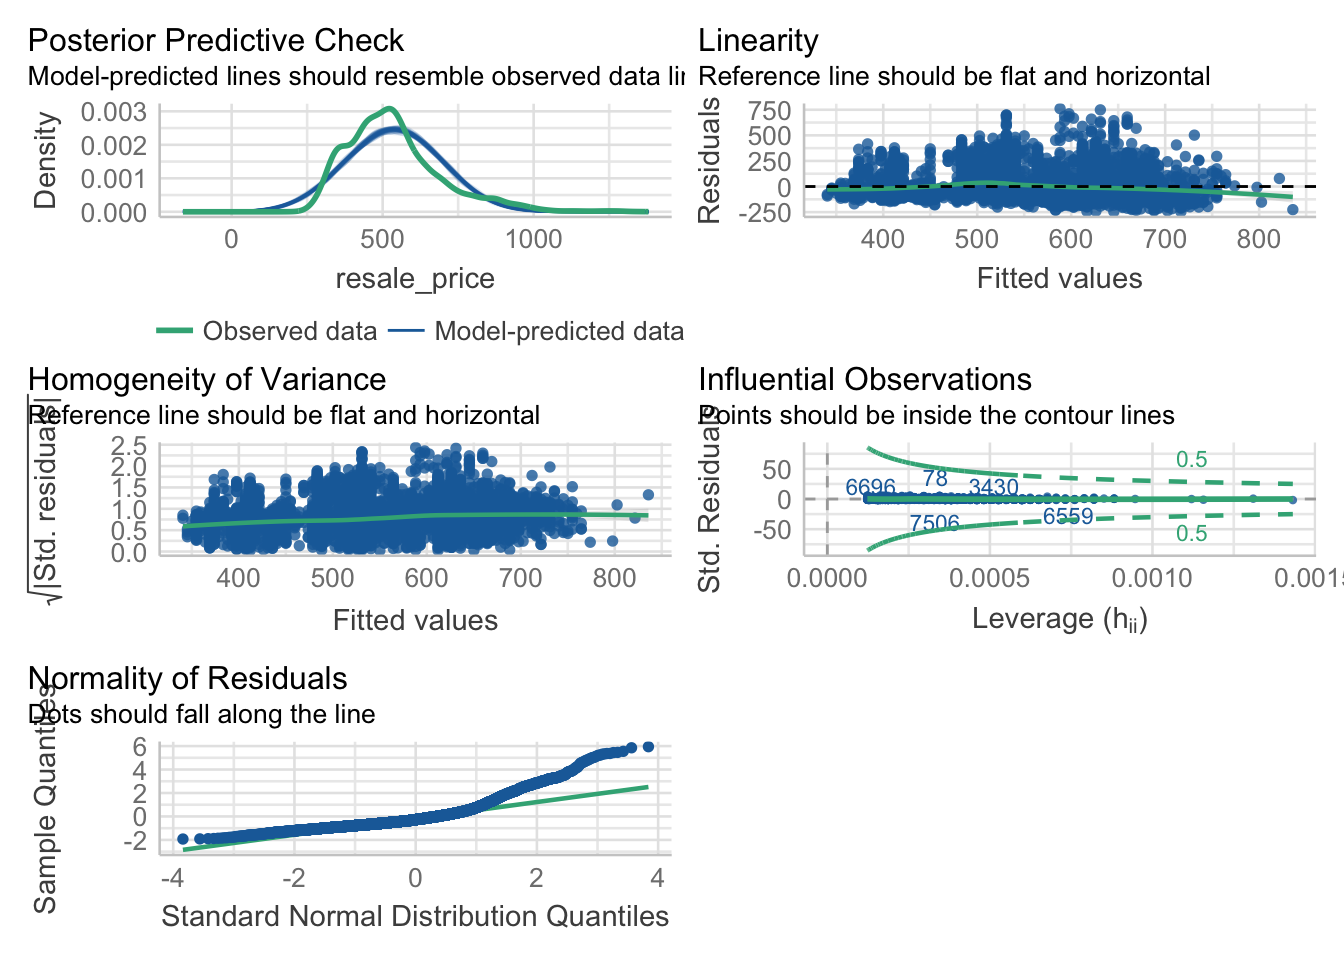 Posterior Predictive Check
Model-predicted lines should resemble observed data lin
Density
0.003
0.002
0.001
0.000
0
500
1000
resale_price
Observed data
Model-predicted data
Linearity
Reference line should be flat and horizontal
Residuals
750
500
250
0
-250
400
500
600
700
800
Fitted values
Homogeneity of Variance
Reference line should be flat and horizontal
√|Std. residuals|
2.5
2.0
1.5
1.0
0.5
0.0
400
500
600
700
800
Fitted values
Influential Observations
Points should be inside the contour lines
Std. Residuals
50
0
-50
0.5
78
6696
3430
7506
6559
0.5
0.0000
0.0005
0.0010
0.0015
Leverage (hii)
Normality of Residuals
Dots should fall along the line
Sample Quantiles
6
4
2
0
-2
-4
-2
0
2
4
Standard Normal Distribution Quantiles